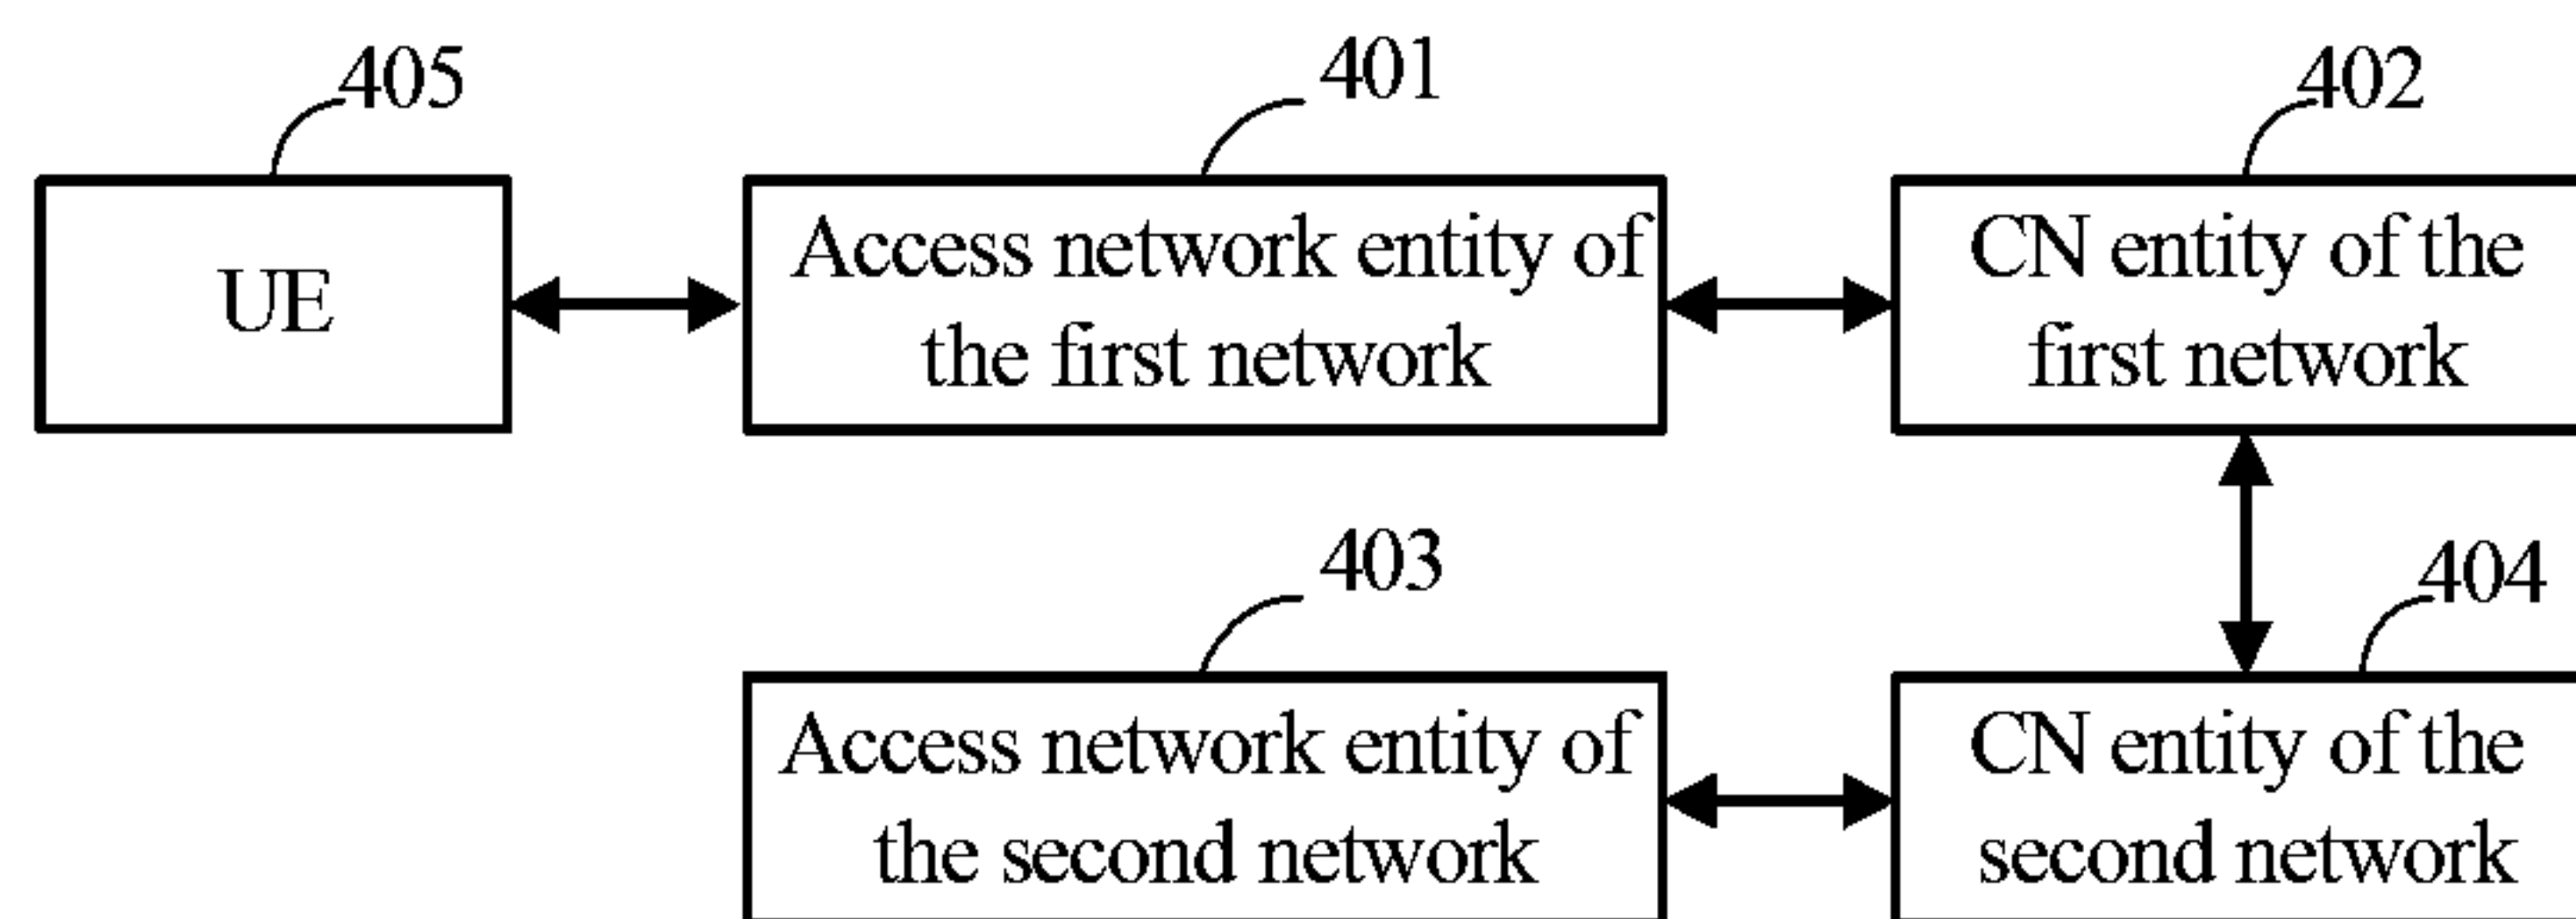 405
401
402
UE
Access network entity of
the first network
CN entity of the
first network
403
404
Access network entity of
the second network
CN entity of the
second network